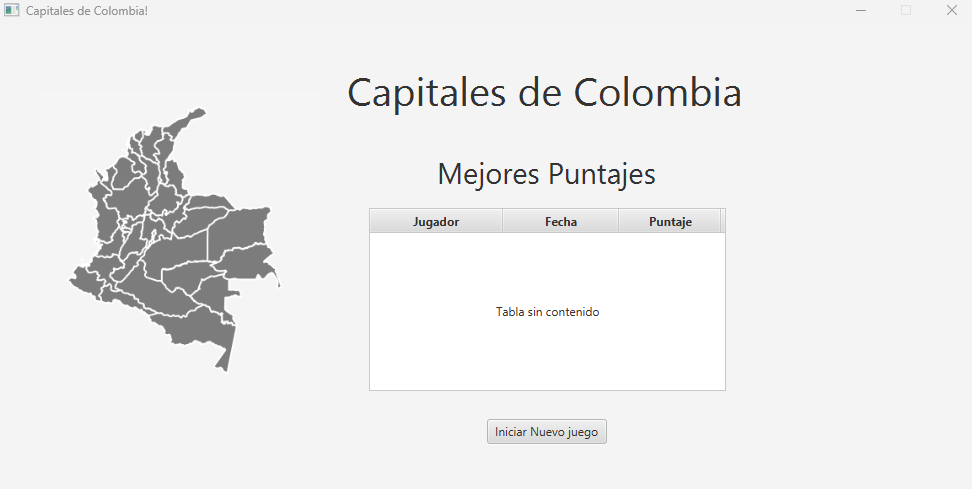 Capitales de Colombia!
Capitales de Colombia
Mejores Puntajes
Jugador Fecha Puntaje
Tabla sin contenido
Iniciar Nuevo juego